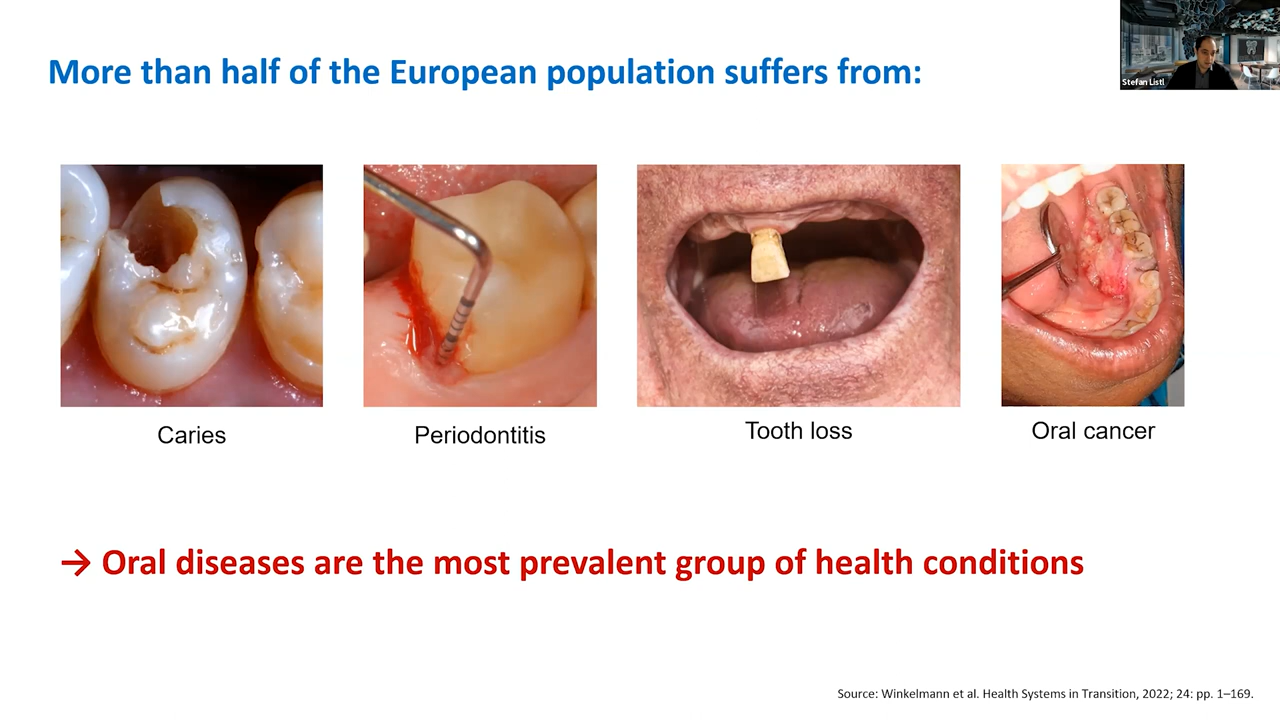 More than half of the European population suffers from:
Stefan Listl
Caries
Periodontitis
Tooth loss
Oral cancer
→ Oral diseases are the most prevalent group of health conditions
Source: Winkelmann et al. Health Systems in Transition, 2022; 24: pp. 1–169.